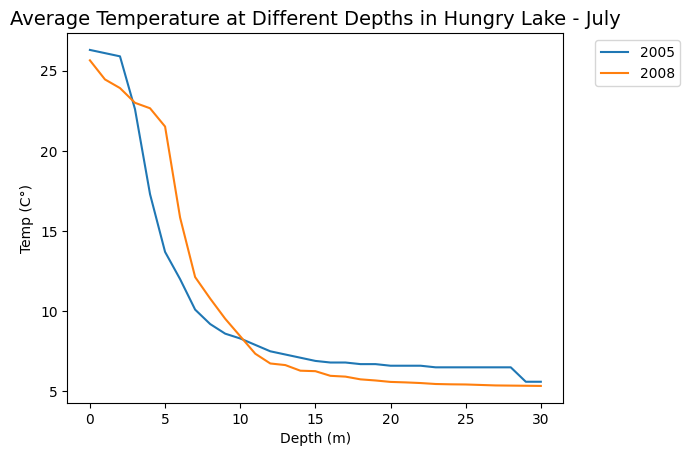 Average Temperature at Different Depths in Hungry Lake - July
2005
2008
25
20
15
10
5
Temp (C°)
0 5 10 15 20 25 30
Depth (m)